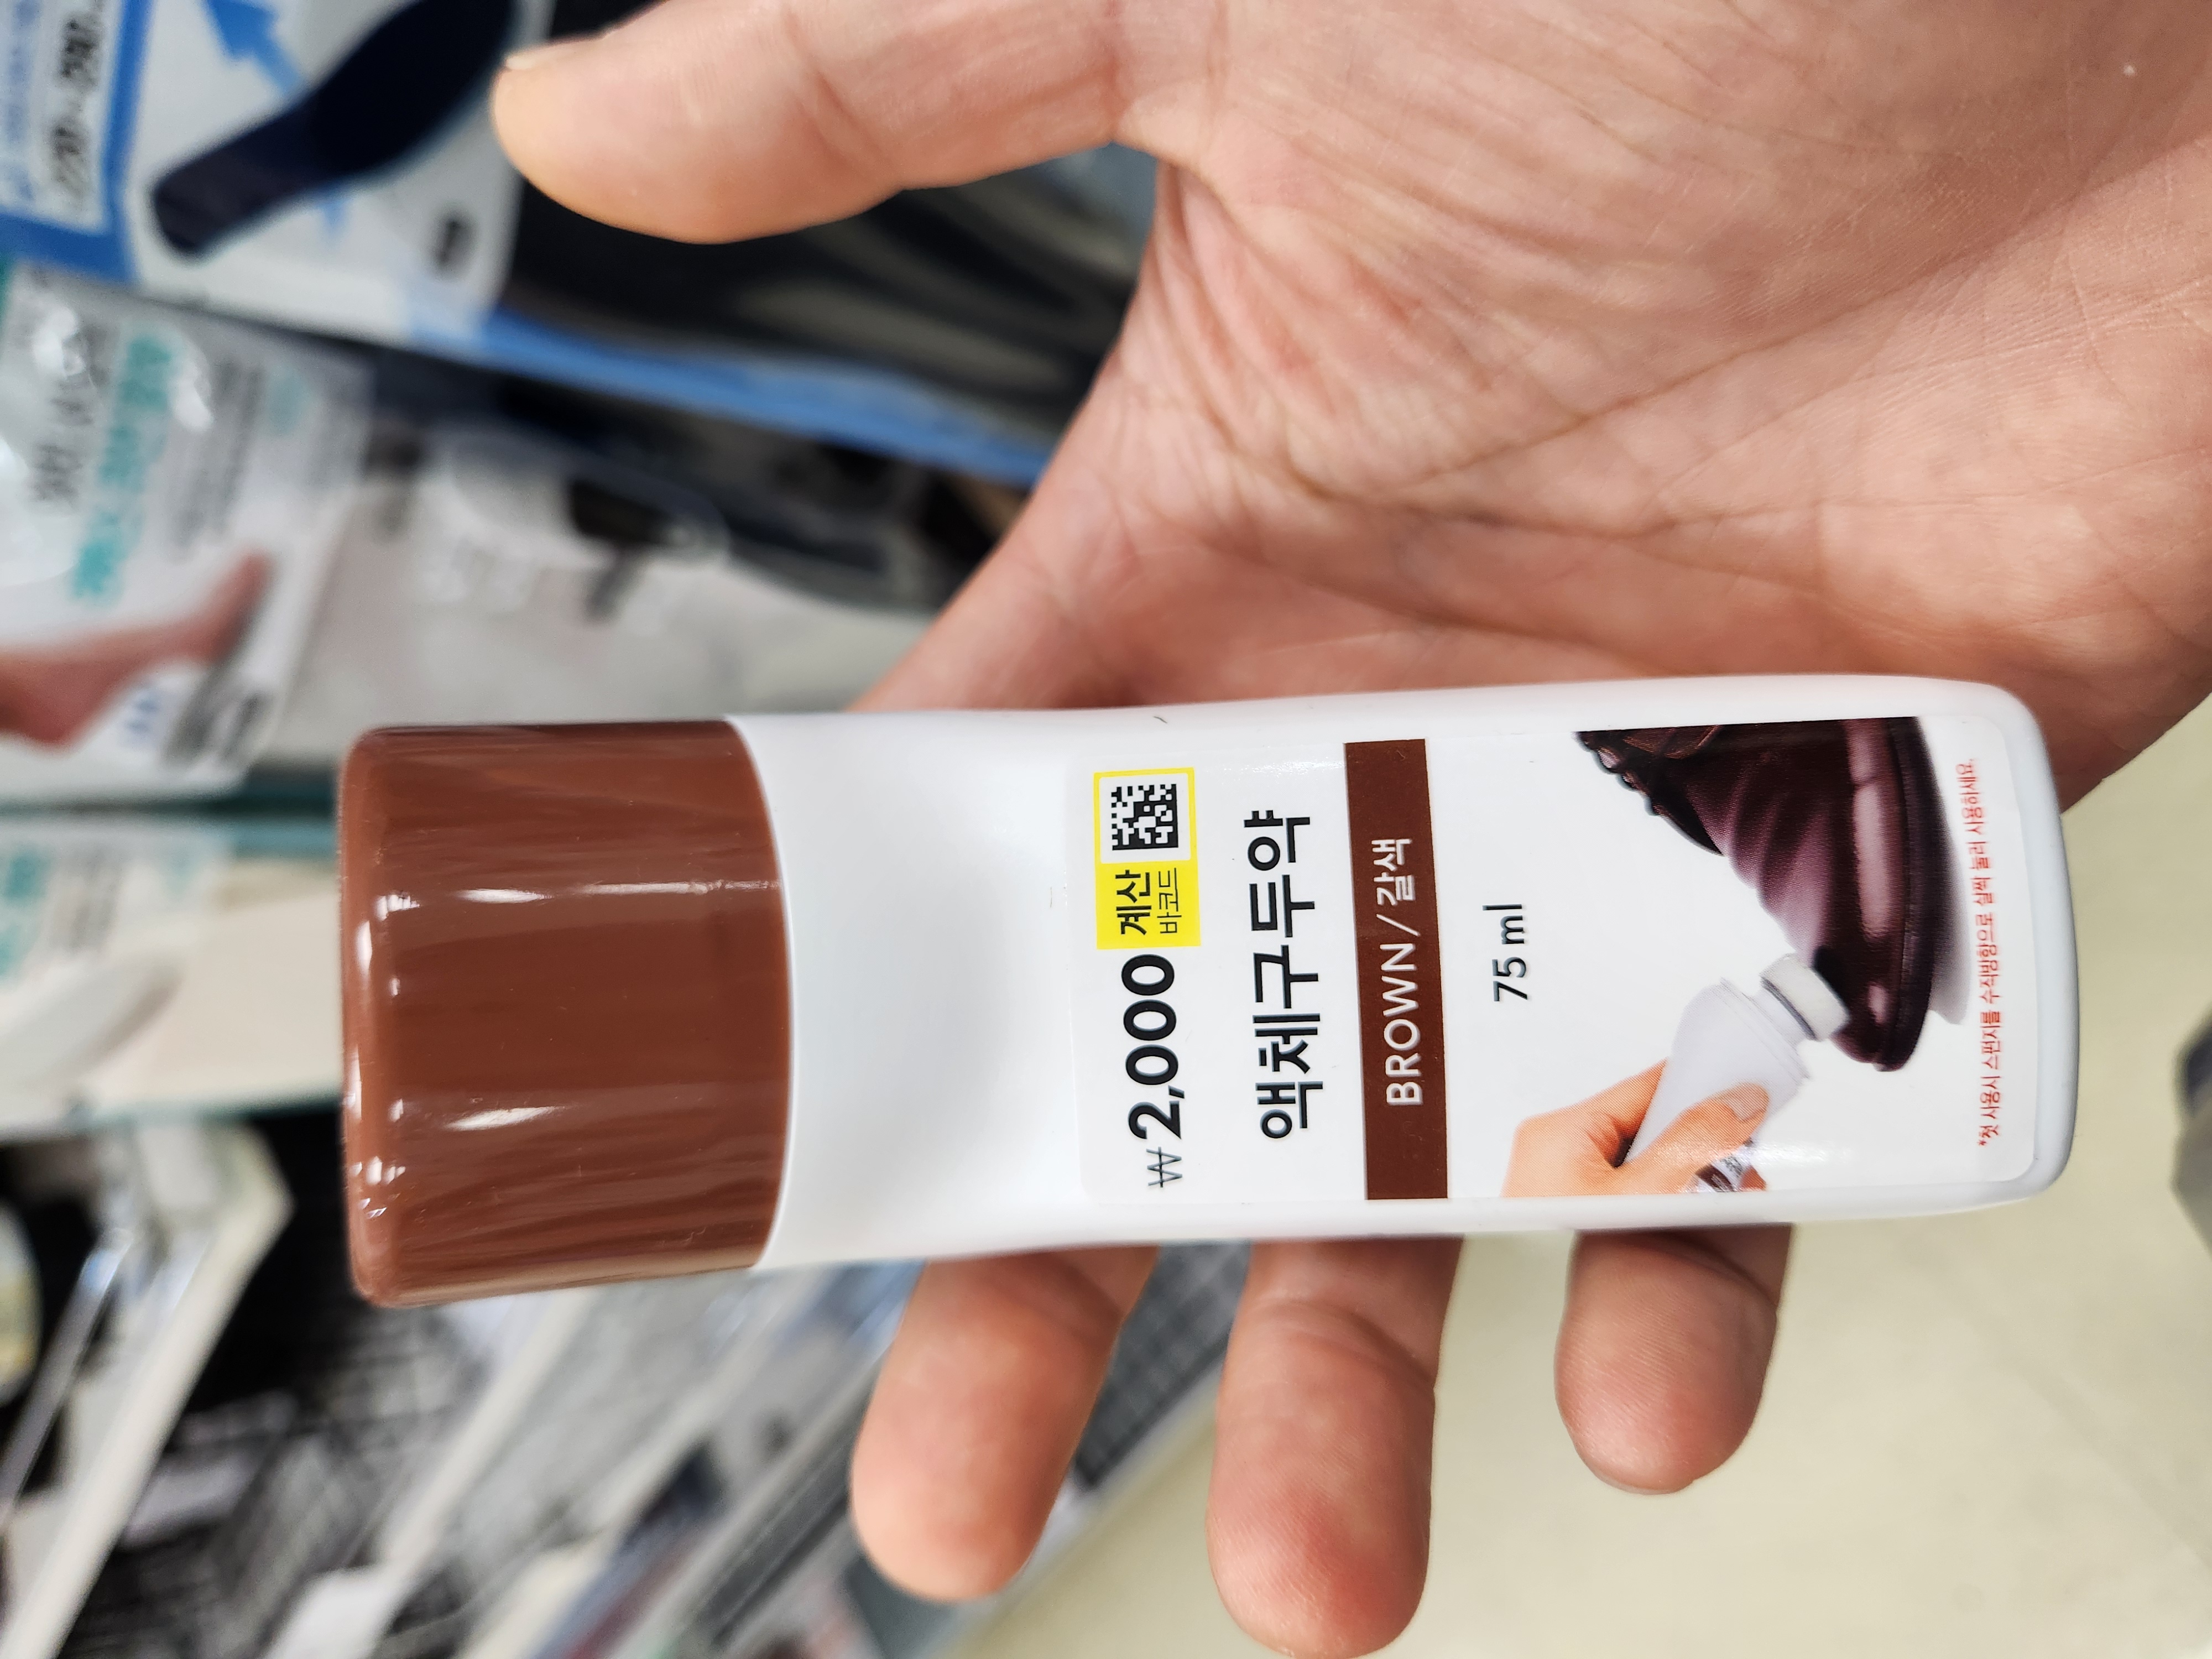 ₩2,000 계산
바코드
액체구두약
BROWN / 갈색
75 ml
*첫 사용시 스펀지를 수직방향으로 살짝 눌러 사용하세요.